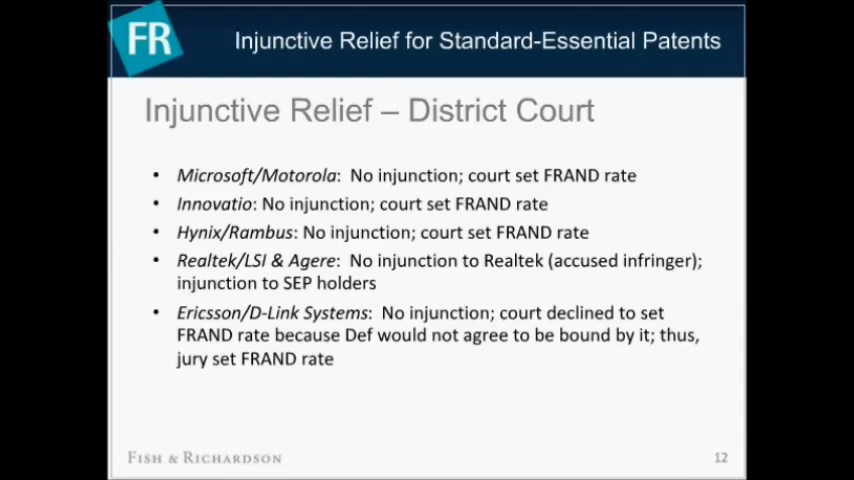 FR
Injunctive Relief for Standard-Essential Patents
Injunctive Relief – District Court
• Microsoft/Motorola: No injunction; court set FRAND rate
• Innovatio: No injunction; court set FRAND rate
• Hynix/Rambus: No injunction; court set FRAND rate
• Realtek/LSI & Agere: No injunction to Realtek (accused infringer);
injunction to SEP holders
• Ericsson/D-Link Systems: No injunction; court declined to set
FRAND rate because Def would not agree to be bound by it; thus,
jury set FRAND rate
FISH & RICHARDSON
12